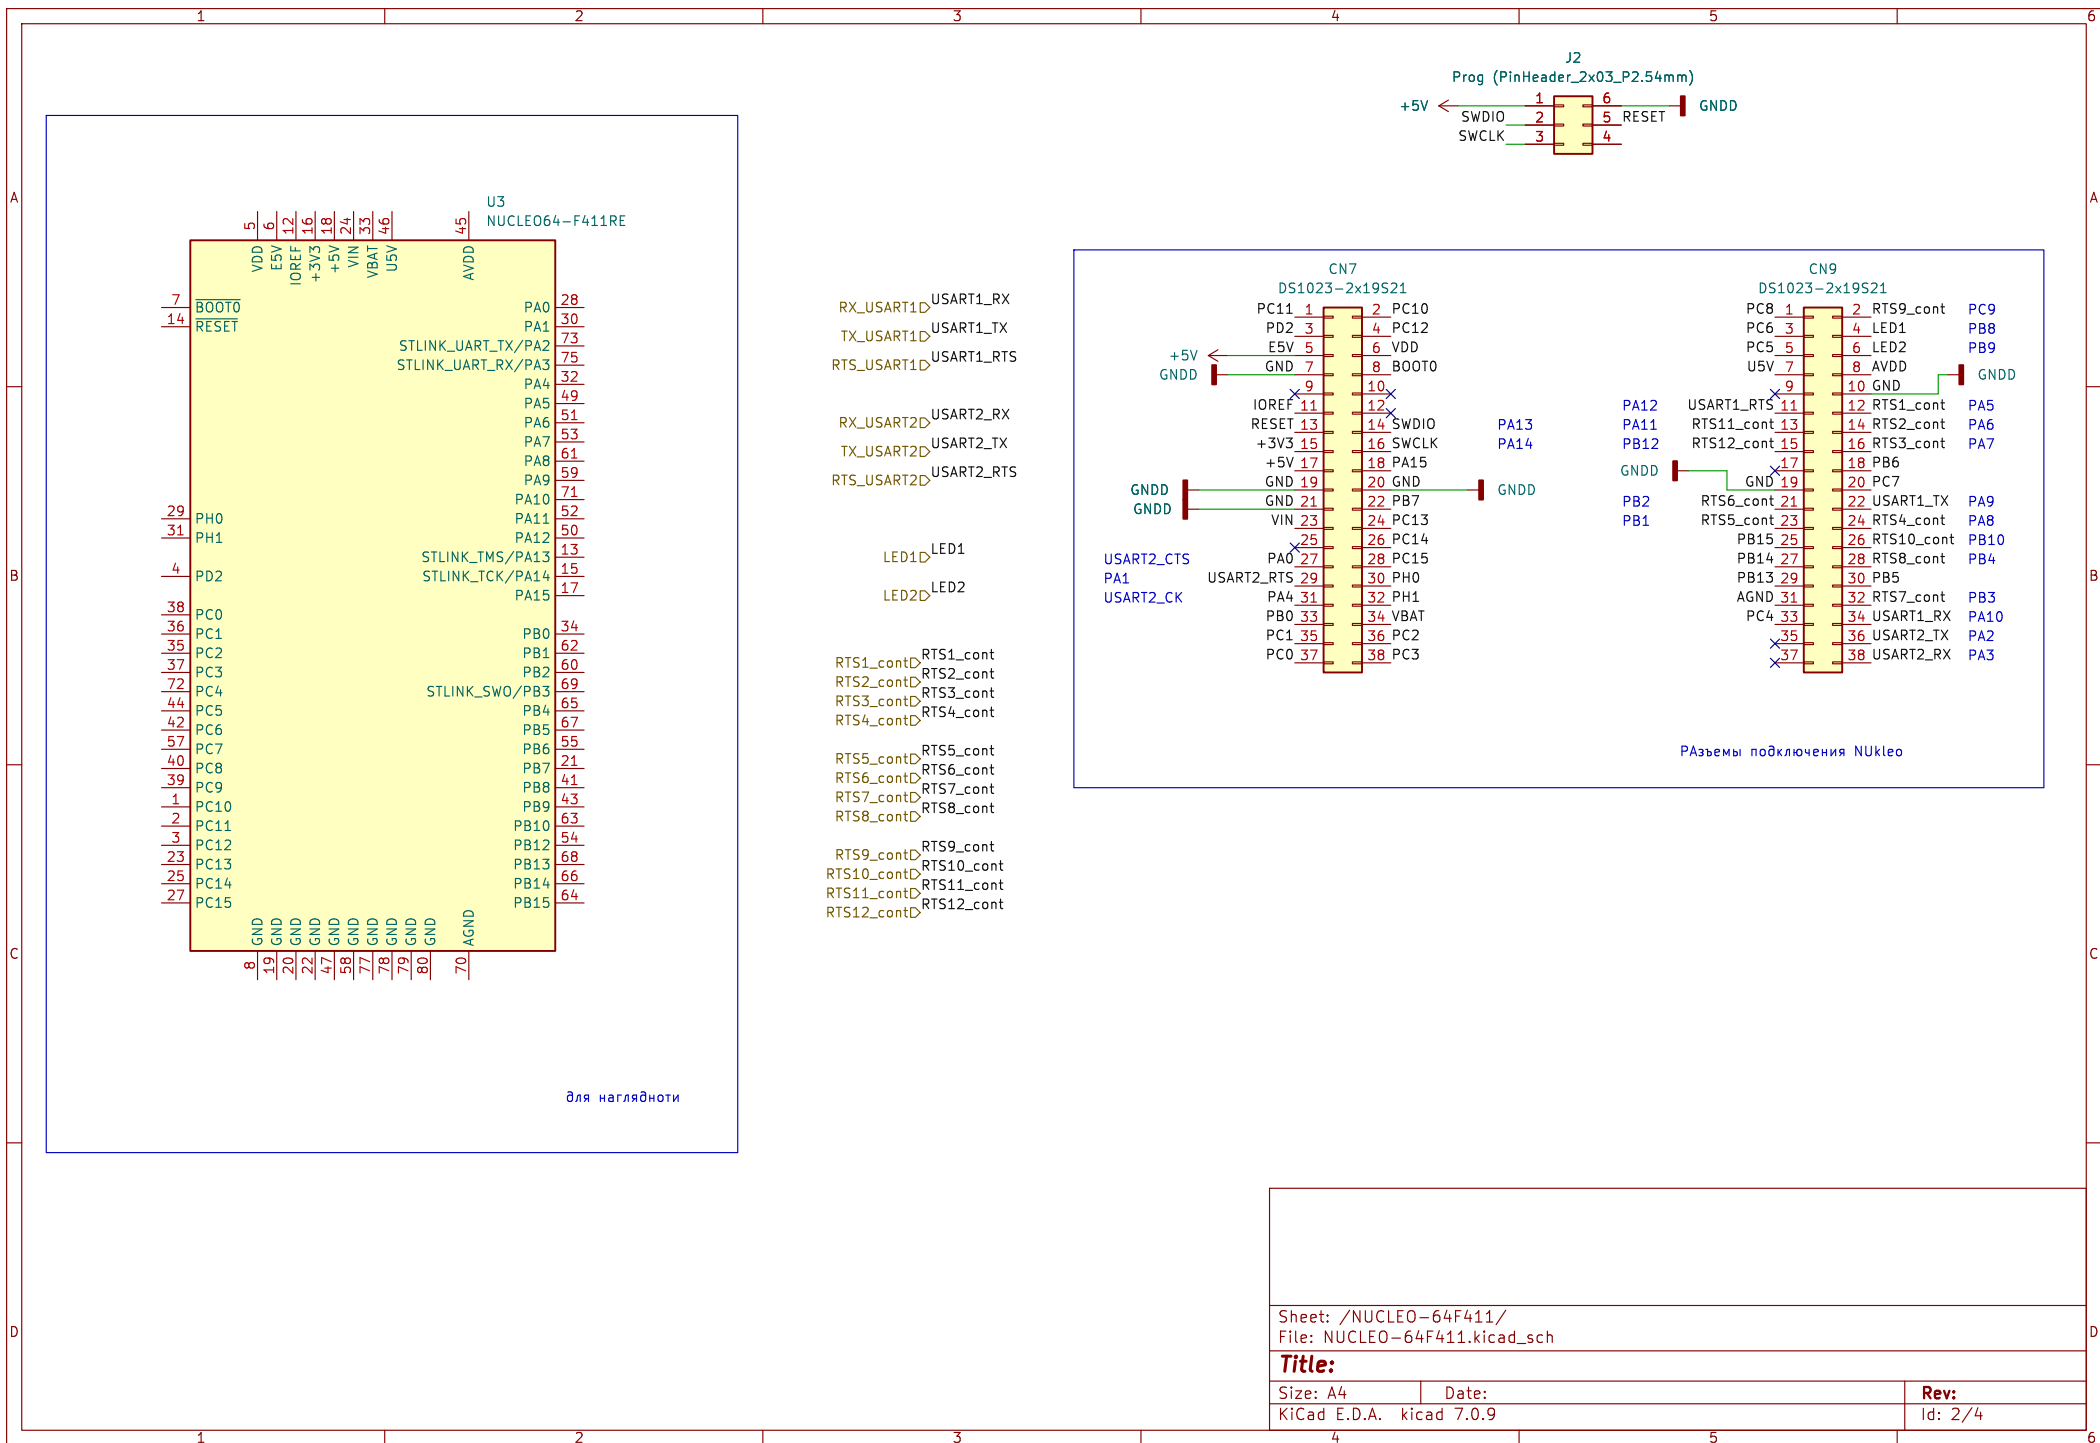 1 2 3 4 5 6
J2
Prog (PinHeader_2x03_P2.54mm)
+5V 1 6 GNDD
SWDIO 2 5 RESET
SWCLK 3 4
A A
U3
NUCLEO64-F411RE
5 6 12 16 18 24 33 46 45
VDD E5V IOREF +3V3 +5V VIN VBAT U5V AVDD
7 BOOT0
14 RESET
29 PH0
31 PH1
4 PD2
38 PC0
36 PC1
35 PC2
37 PC3
72 PC4
44 PC5
42 PC6
57 PC7
40 PC8
39 PC9
1 PC10
2 PC11
3 PC12
23 PC13
25 PC14
27 PC15
PA0 28
PA1 30
STLINK_UART_TX/PA2 73
STLINK_UART_RX/PA3 75
PA4 32
PA5 49
PA6 51
PA7 53
PA8 61
PA9 59
PA10 71
PA11 52
PA12 50
STLINK_TMS/PA13 13
STLINK_TCK/PA14 15
PA15 17
PB0 34
PB1 62
PB2 60
STLINK_SWO/PB3 69
PB4 65
PB5 67
PB6 55
PB7 21
PB8 41
PB9 43
PB10 63
PB12 54
PB13 68
PB14 66
PB15 64
GND GND GND GND GND GND GND GND GND GND AGND
8 19 20 22 47 58 77 78 79 80 70
для наглядноти
RX_USART1 USART1_RX
TX_USART1 USART1_TX
RTS_USART1 USART1_RTS
RX_USART2 USART2_RX
TX_USART2 USART2_TX
RTS_USART2 USART2_RTS
LED1 LED1
LED2 LED2
RTS1_cont RTS1_cont
RTS2_cont RTS2_cont
RTS3_cont RTS3_cont
RTS4_cont RTS4_cont
RTS5_cont RTS5_cont
RTS6_cont RTS6_cont
RTS7_cont RTS7_cont
RTS8_cont RTS8_cont
RTS9_cont RTS9_cont
RTS10_cont RTS10_cont
RTS11_cont RTS11_cont
RTS12_cont RTS12_cont
CN7
DS1023-2x19S21
PC11 1 2 PC10
PD2 3 4 PC12
+5V E5V 5 6 VDD
GNDD GND 7 8 BOOT0
9 10
IOREF 11 12
RESET 13 14 SWDIO PA13
+3V3 15 16 SWCLK PA14
+5V 17 18 PA15
GNDD GND 19 20 GND GNDD
GNDD GND 21 22 PB7
VIN 23 24 PC13
25 26 PC14
USART2_CTS PA0 27 28 PC15
PA1 USART2_RTS 29 30 PH0
USART2_CK PA4 31 32 PH1
PB0 33 34 VBAT
PC1 35 36 PC2
PC0 37 38 PC3
CN9
DS1023-2x19S21
PC8 1 2 RTS9_cont PC9
PC6 3 4 LED1 PB8
PC5 5 6 LED2 PB9
U5V 7 8 AVDD GNDD
9 10 GND
PA12 USART1_RTS 11 12 RTS1_cont PA5
PA11 RTS11_cont 13 14 RTS2_cont PA6
PB12 RTS12_cont 15 16 RTS3_cont PA7
GNDD 17 18 PB6
GND 19 20 PC7
PB2 RTS6_cont 21 22 USART1_TX PA9
PB1 RTS5_cont 23 24 RTS4_cont PA8
PB15 25 26 RTS10_cont PB10
PB14 27 28 RTS8_cont PB4
PB13 29 30 PB5
AGND 31 32 RTS7_cont PB3
PC4 33 34 USART1_RX PA10
35 36 USART2_TX PA2
37 38 USART2_RX PA3
РАзъемы подключения NUkleo
B B
C C
D D
Sheet: /NUCLEO-64F411/
File: NUCLEO-64F411.kicad_sch
Title:
Size: A4 Date: Rev:
KiCad E.D.A. kicad 7.0.9 Id: 2/4
1 2 3 4 5 6